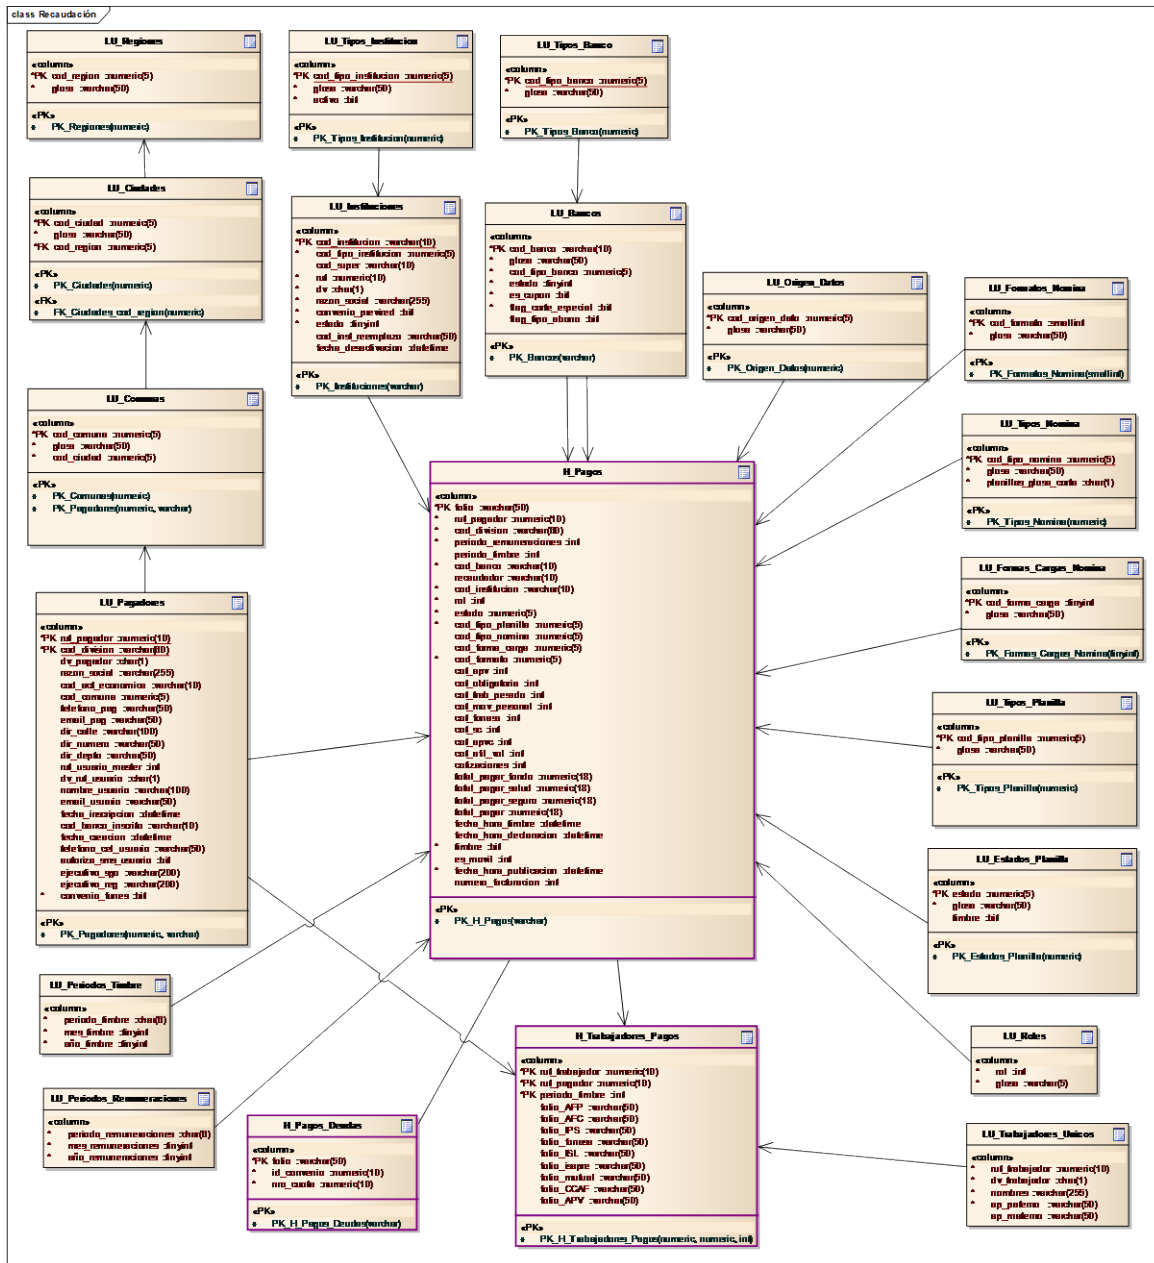 class Recaudación
LU_Regiones
«column»
*PK cod_region :numeric(5)
* glosa :varchar(50)
«PK»
+ PK_Regiones(numeric)
LU_Tipos_Institucion
«column»
*PK cod_tipo_institucion :numeric(5)
* glosa :varchar(50)
* activo :bit
«PK»
+ PK_Tipos_Institucion(numeric)
LU_Tipos_Banco
«column»
*PK cod_tipo_banco :numeric(5)
* glosa :varchar(50)
«PK»
+ PK_Tipos_Banco(numeric)
LU_Ciudades
«column»
*PK cod_ciudad :numeric(5)
* glosa :varchar(50)
*FK cod_region :numeric(5)
«PK»
+ PK_Ciudades(numeric)
«FK»
+ FK_Ciudades_cod_region(numeric)
LU_Instituciones
«column»
*PK cod_institucion :varchar(10)
* cod_tipo_institucion :numeric(5)
cod_super :varchar(10)
* rut :numeric(10)
* dv :char(1)
* razon_social :varchar(255)
* convenio_previred :bit
* estado :tinyint
cod_inst_reemplazo :varchar(50)
fecha_desactivacion :datetime
«PK»
+ PK_Instituciones(varchar)
LU_Bancos
«column»
*PK cod_banco :varchar(10)
* glosa :varchar(50)
* cod_tipo_banco :numeric(5)
* estado :tinyint
* es_cupon :bit
* flag_corte_especial :bit
* flag_tipo_abono :bit
«PK»
+ PK_Bancos(varchar)
LU_Origen_Datos
«column»
*PK cod_origen_dato :numeric(5)
* glosa :varchar(50)
«PK»
+ PK_Origen_Datos(numeric)
LU_Formatos_Nomina
«column»
*PK cod_formato :smallint
* glosa :varchar(50)
«PK»
+ PK_Formatos_Nomina(smallint)
LU_Comunas
«column»
*PK cod_comuna :numeric(5)
* glosa :varchar(50)
* cod_ciudad :numeric(5)
«PK»
+ PK_Comunas(numeric)
+ PK_Pagadores(numeric, varchar)
LU_Tipos_Nomina
«column»
*PK cod_tipo_nomina :numeric(5)
* glosa :varchar(50)
* planillas_glosa_corta :char(1)
«PK»
+ PK_Tipos_Nomina(numeric)
H_Pagos
«column»
*PK folio :varchar(50)
* rut_pagador :numeric(10)
* cod_division :varchar(80)
* periodo_remuneraciones :int
periodo_timbre :int
* cod_banco :varchar(10)
recaudador :varchar(10)
* cod_institucion :varchar(10)
* rol :int
* estado :numeric(5)
* cod_tipo_planilla :numeric(5)
cod_tipo_nomina :numeric(5)
cod_forma_carga :numeric(5)
* cod_formato :numeric(5)
cot_apv :int
cot_obligatorio :int
cot_trab_pesado :int
cot_mov_personal :int
cot_fonasa :int
cot_sc :int
cot_apvc :int
cot_afil_vol :int
cotizaciones :int
total_pagar_fondo :numeric(18)
total_pagar_salud :numeric(18)
total_pagar_seguro :numeric(18)
total_pagar :numeric(18)
fecha_hora_timbre :datetime
fecha_hora_declaracion :datetime
* timbre :bit
es_movil :int
* fecha_hora_publicacion :datetime
numero_facturacion :int
«PK»
+ PK_H_Pagos(varchar)
LU_Formas_Cargas_Nomina
«column»
*PK cod_forma_carga :tinyint
* glosa :varchar(50)
«PK»
+ PK_Formas_Cargas_Nomina(tinyint)
LU_Pagadores
«column»
*PK rut_pagador :numeric(10)
*PK cod_division :varchar(80)
dv_pagador :char(1)
razon_social :varchar(255)
cod_act_economica :varchar(10)
cod_comuna :numeric(5)
telefono_pag :varchar(50)
email_pag :varchar(50)
dir_calle :varchar(100)
dir_numero :varchar(50)
dir_depto :varchar(50)
rut_usuario_master :int
dv_rut_usuario :char(1)
nombre_usuario :varchar(100)
email_usuario :varchar(50)
fecha_inscripcion :datetime
cod_banco_inscrito :varchar(10)
fecha_creacion :datetime
telefono_cel_usuario :varchar(50)
autoriza_sms_usuario :bit
ejecutivo_sgo :varchar(200)
ejecutivo_reg :varchar(200)
* convenio_funes :bit
«PK»
+ PK_Pagadores(numeric, varchar)
LU_Tipos_Planilla
«column»
*PK cod_tipo_planilla :numeric(5)
* glosa :varchar(50)
«PK»
+ PK_Tipos_Planilla(numeric)
LU_Estados_Planilla
«column»
*PK estado :numeric(5)
* glosa :varchar(50)
timbre :bit
«PK»
+ PK_Estados_Planilla(numeric)
LU_Periodos_Timbre
«column»
* periodo_timbre :char(8)
* mes_timbre :tinyint
* año_timbre :tinyint
LU_Roles
«column»
* rol :int
* glosa :varchar(5)
H_Trabajadores_Pagos
«column»
*PK rut_trabajador :numeric(10)
*PK rut_pagador :numeric(10)
*PK periodo_timbre :int
folio_AFP :varchar(50)
folio_AFC :varchar(50)
folio_IPS :varchar(50)
folio_fonasa :varchar(50)
folio_ISL :varchar(50)
folio_isapre :varchar(50)
folio_mutual :varchar(50)
folio_CCAF :varchar(50)
folio_APV :varchar(50)
«PK»
+ PK_H_Trabajadores_Pagos(numeric, numeric, int)
LU_Periodos_Remuneraciones
«column»
* periodo_remuneraciones :char(8)
* mes_remuneraciones :tinyint
* año_remuneraciones :tinyint
H_Pagos_Deudas
«column»
*PK folio :varchar(50)
* id_convenio :numeric(10)
* nro_cuota :numeric(10)
«PK»
+ PK_H_Pagos_Deudas(varchar)
LU_Trabajadores_Unicos
«column»
* rut_trabajador :numeric(10)
* dv_trabajador :char(1)
* nombres :varchar(255)
* ap_paterno :varchar(50)
ap_materno :varchar(50)